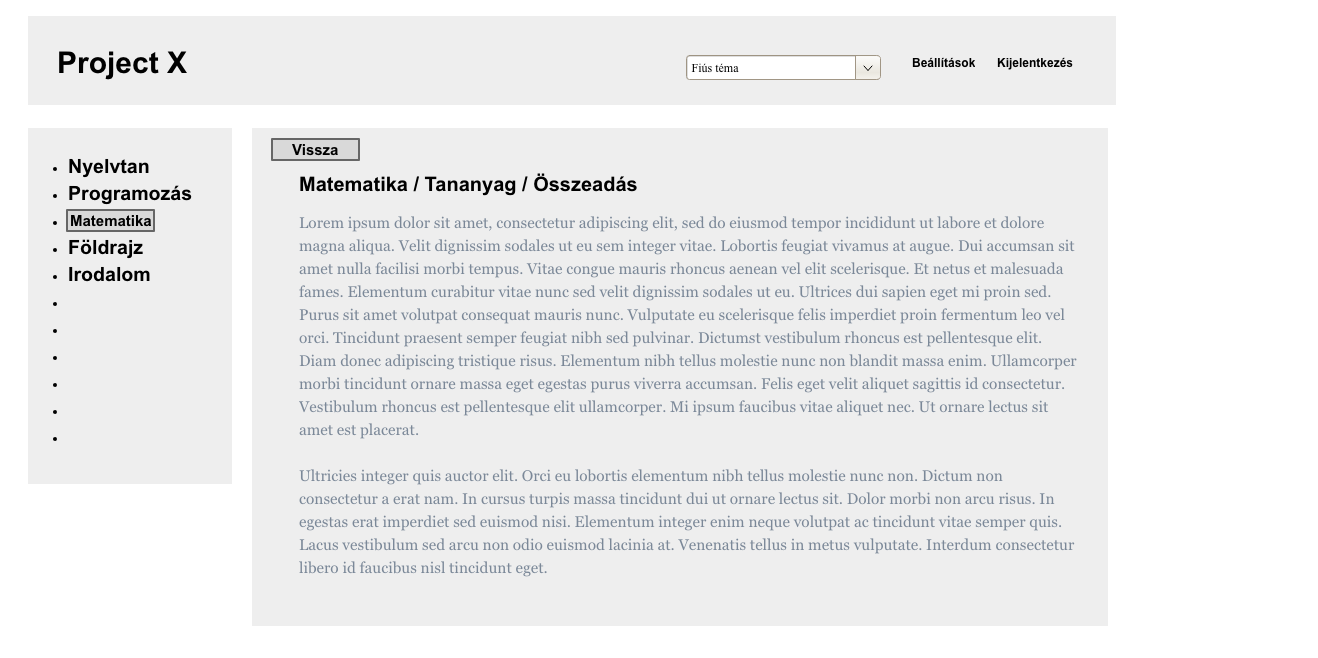 Project X
Fiús téma
Beállítások
Kijelentkezés
Nyelvtan
Programozás
Matematika
Földrajz
Irodalom
Vissza
Matematika / Tananyag / Összeadás
Lorem ipsum dolor sit amet, consectetur adipiscing elit, sed do eiusmod tempor incididunt ut labore et dolore
magna aliqua. Velit dignissim sodales ut eu sem integer vitae. Lobortis feugiat vivamus at augue. Dui accumsan sit
amet nulla facilisi morbi tempus. Vitae congue mauris rhoncus aenean vel elit scelerisque. Et netus et malesuada
fames. Elementum curabitur vitae nunc sed velit dignissim sodales ut eu. Ultrices dui sapien eget mi proin sed.
Purus sit amet volutpat consequat mauris nunc. Vulputate eu scelerisque felis imperdiet proin fermentum leo vel
orci. Tincidunt praesent semper feugiat nibh sed pulvinar. Dictumst vestibulum rhoncus est pellentesque elit.
Diam donec adipiscing tristique risus. Elementum nibh tellus molestie nunc non blandit massa enim. Ullamcorper
morbi tincidunt ornare massa eget egestas purus viverra accumsan. Felis eget velit aliquet sagittis id consectetur.
Vestibulum rhoncus est pellentesque elit ullamcorper. Mi ipsum faucibus vitae aliquet nec. Ut ornare lectus sit
amet est placerat.
Ultricies integer quis auctor elit. Orci eu lobortis elementum nibh tellus molestie nunc non. Dictum non
consectetur a erat nam. In cursus turpis massa tincidunt dui ut ornare lectus sit. Dolor morbi non arcu risus. In
egestas erat imperdiet sed euismod nisi. Elementum integer enim neque volutpat ac tincidunt vitae semper quis.
Lacus vestibulum sed arcu non odio euismod lacinia at. Venenatis tellus in metus vulputate. Interdum consectetur
libero id faucibus nisl tincidunt eget.